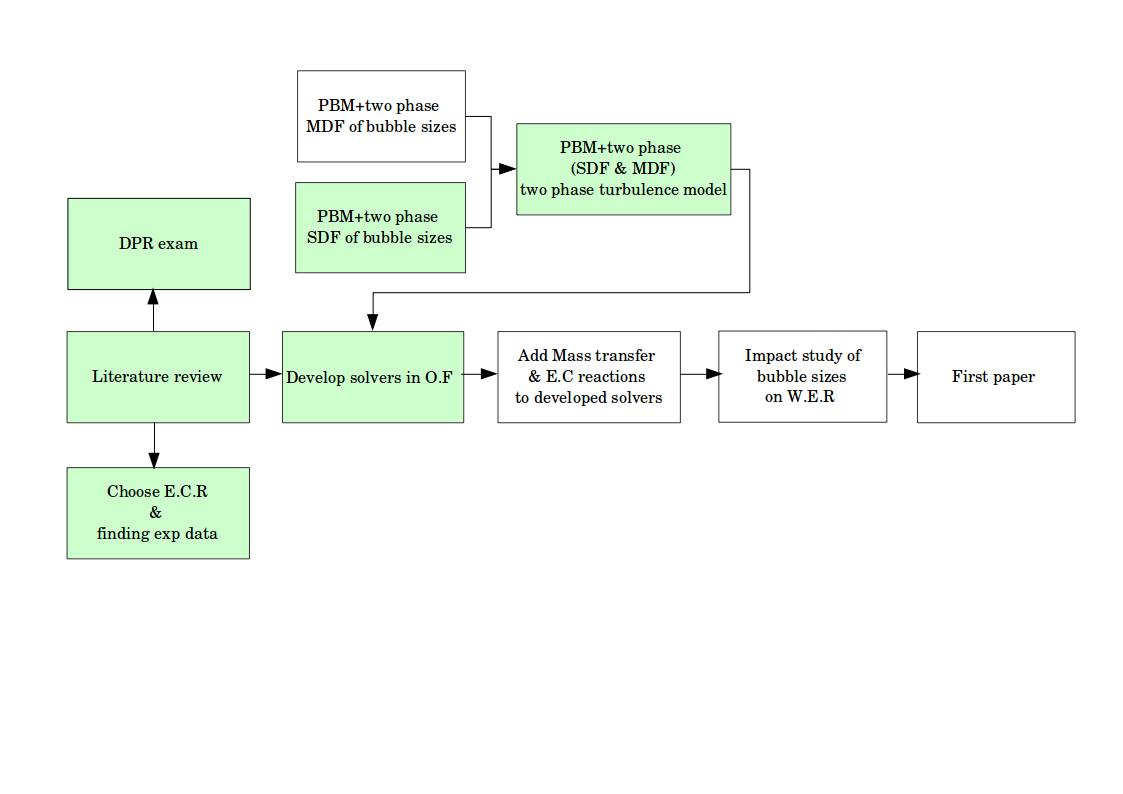 PBM+two phase
MDF of bubble sizes
PBM+two phase
(SDF & MDF)
two phase turbulence model
PBM+two phase
SDF of bubble sizes
DPR exam
Literature review
Develop solvers in O.F
Add Mass transfer
& E.C reactions
to developed solvers
Impact study of
bubble sizes
on W.E.R
First paper
Choose E.C.R
&
finding exp data